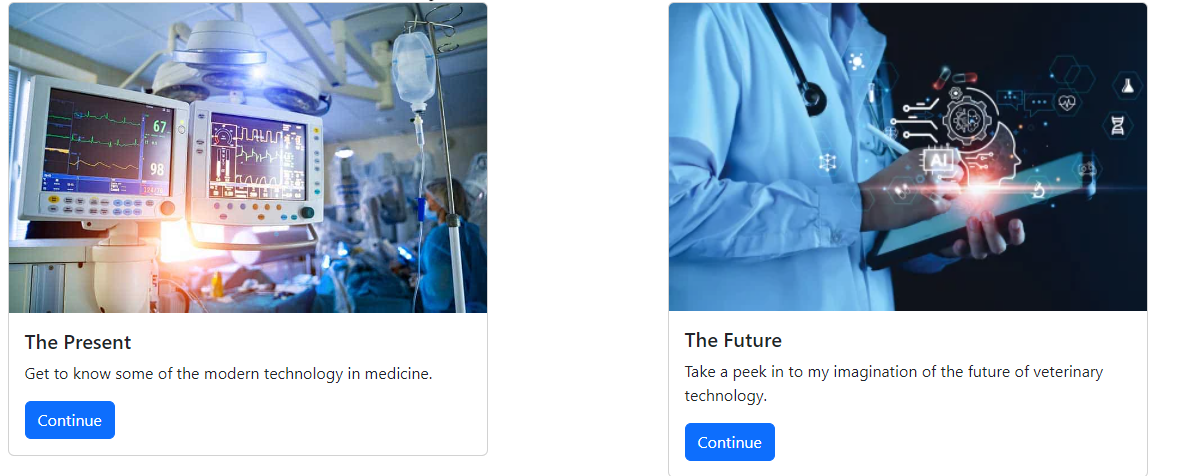 67
98
The Present
Get to know some of the modern technology in medicine.
Continue
AI
The Future
Take a peek in to my imagination of the future of veterinary
technology.
Continue